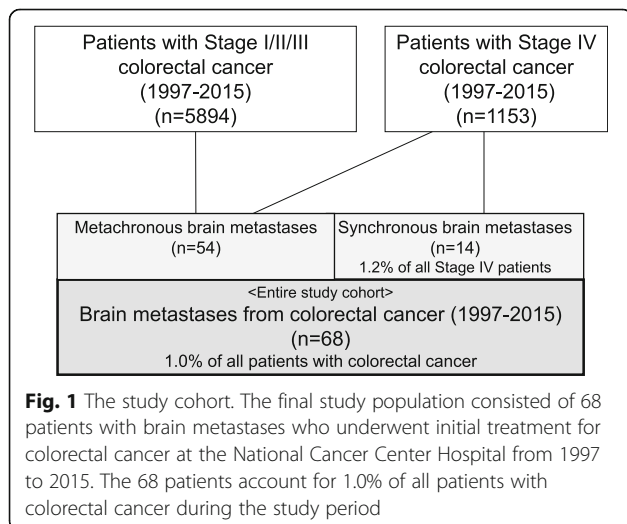 Patients with Stage I/II/III
colorectal cancer
(1997-2015)
(n=5894)
Patients with Stage IV
colorectal cancer
(1997-2015)
(n=1153)
Metachronous brain metastases
(n=54)
Synchronous brain metastases
(n=14)
1.2% of all Stage IV patients
<Entire study cohort>
Brain metastases from colorectal cancer (1997-2015)
(n=68)
1.0% of all patients with colorectal cancer
Fig. 1 The study cohort. The final study population consisted of 68
patients with brain metastases who underwent initial treatment for
colorectal cancer at the National Cancer Center Hospital from 1997
to 2015. The 68 patients account for 1.0% of all patients with
colorectal cancer during the study period